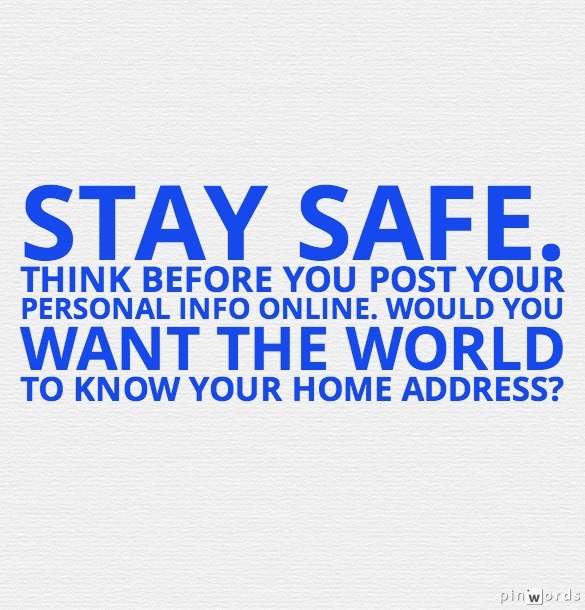 STAY SAFE.
THINK BEFORE YOU POST YOUR
PERSONAL INFO ONLINE. WOULD YOU
WANT THE WORLD
TO KNOW YOUR HOME ADDRESS?
pinwords